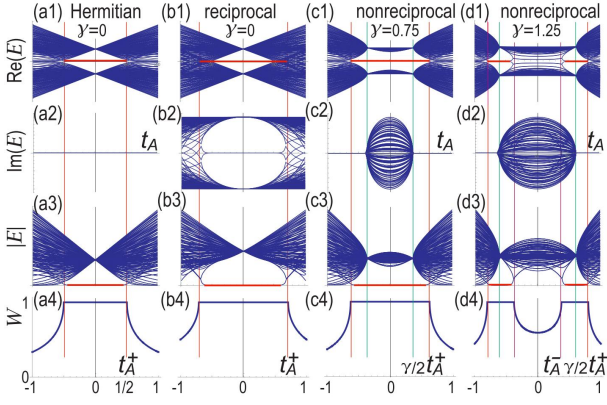 (a1) Hermitian (b1) reciprocal (c1) nonreciprocal (d1) nonreciprocal
γ=0 γ=0 γ=0.75 γ=1.25
Re(E)
(a2) (b2) (c2) (d2)
Im(E)
t_A t_A t_A
(a3) (b3) (c3) (d3)
|E|
(a4) (b4) (c4) (d4)
W
t_A^+ t_A^+ γ/2 t_A^+ t_A^- γ/2 t_A^+
0
-1 0 1/2 1 -1 0 1 -1 0 1 -1 0 1